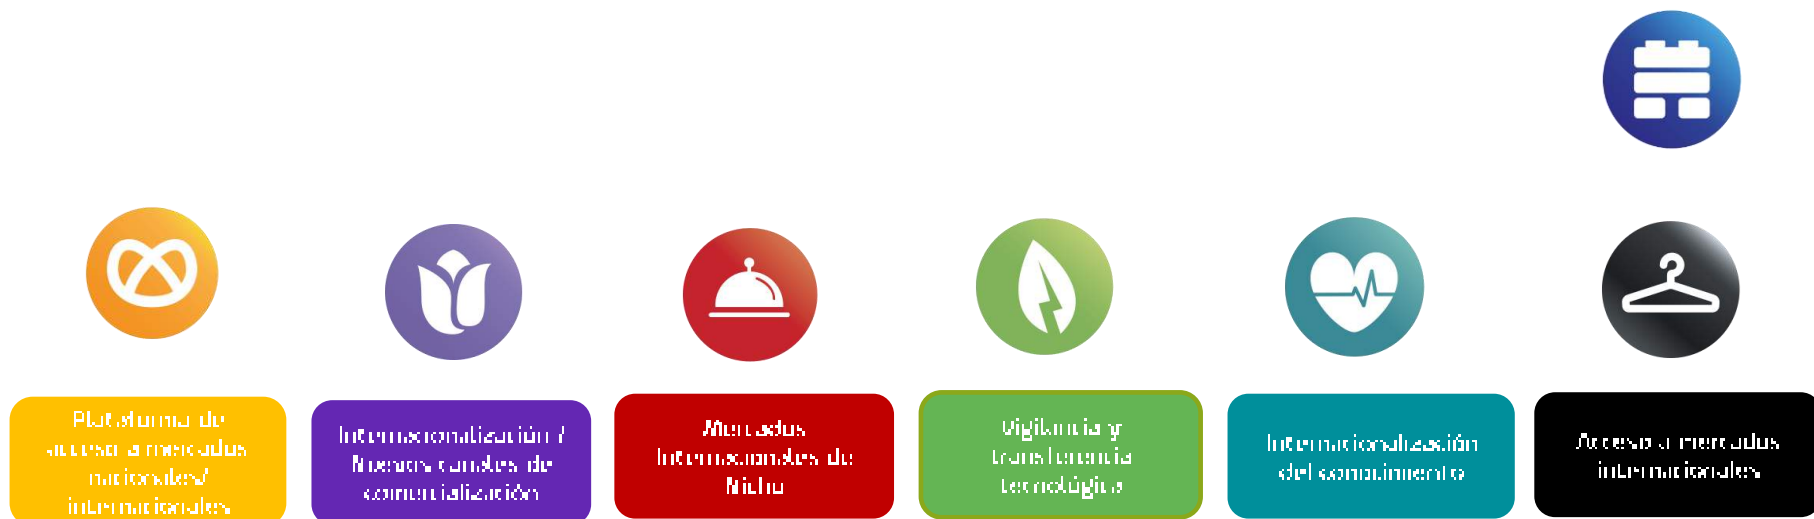 Plataforma de
acceso a mercados
nacionales/
internacionales
Internacionalización /
Nuevos canales de
comercialización
Mercados
Internacionales de
Nicho
Vigilancia y
transferencia
tecnológica
Internacionalización
del conocimiento
Acceso a mercados
internacionales